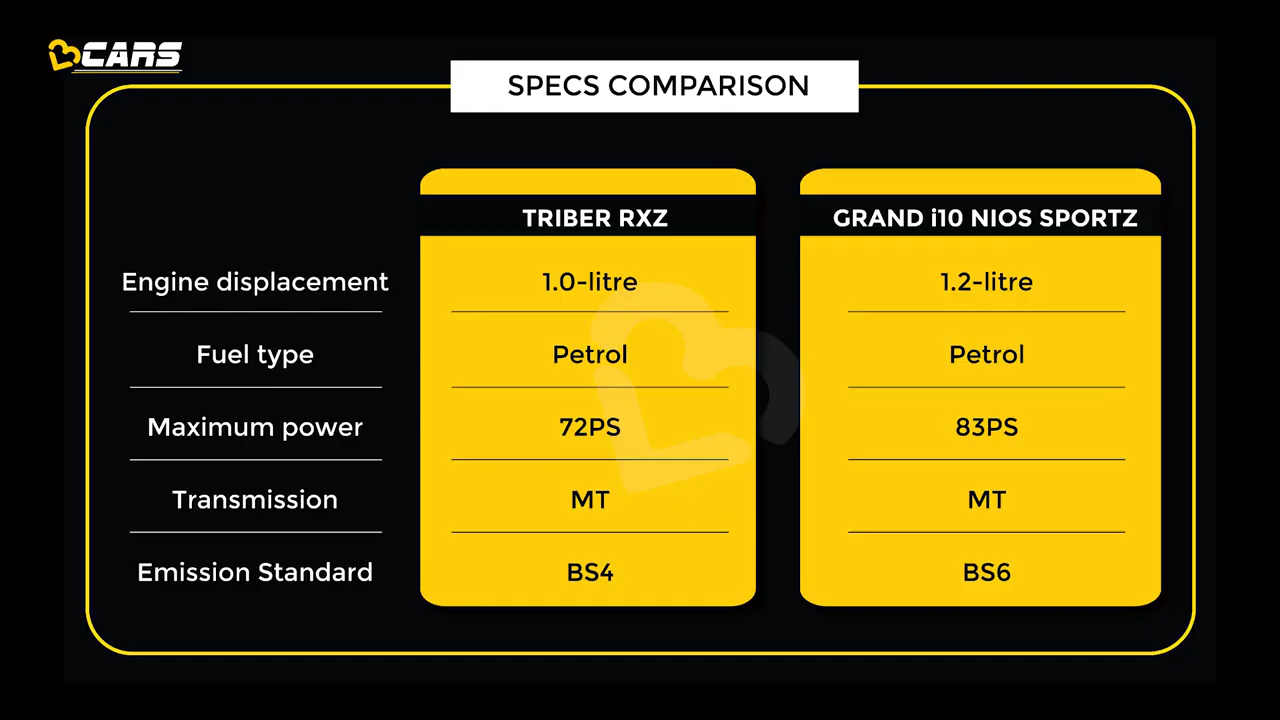 CARS
SPECS COMPARISON
TRIBER RXZ GRAND i10 NIOS SPORTZ
Engine displacement 1.0-litre 1.2-litre
Fuel type Petrol Petrol
Maximum power 72PS 83PS
Transmission MT MT
Emission Standard BS4 BS6